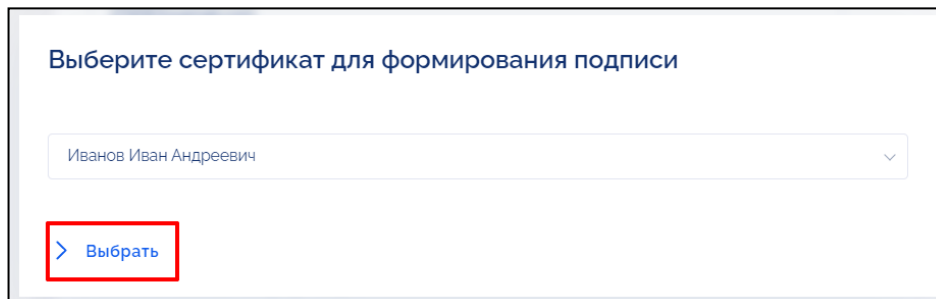 Выберите сертификат для формирования подписи
Иванов Иван Андреевич
Выбрать